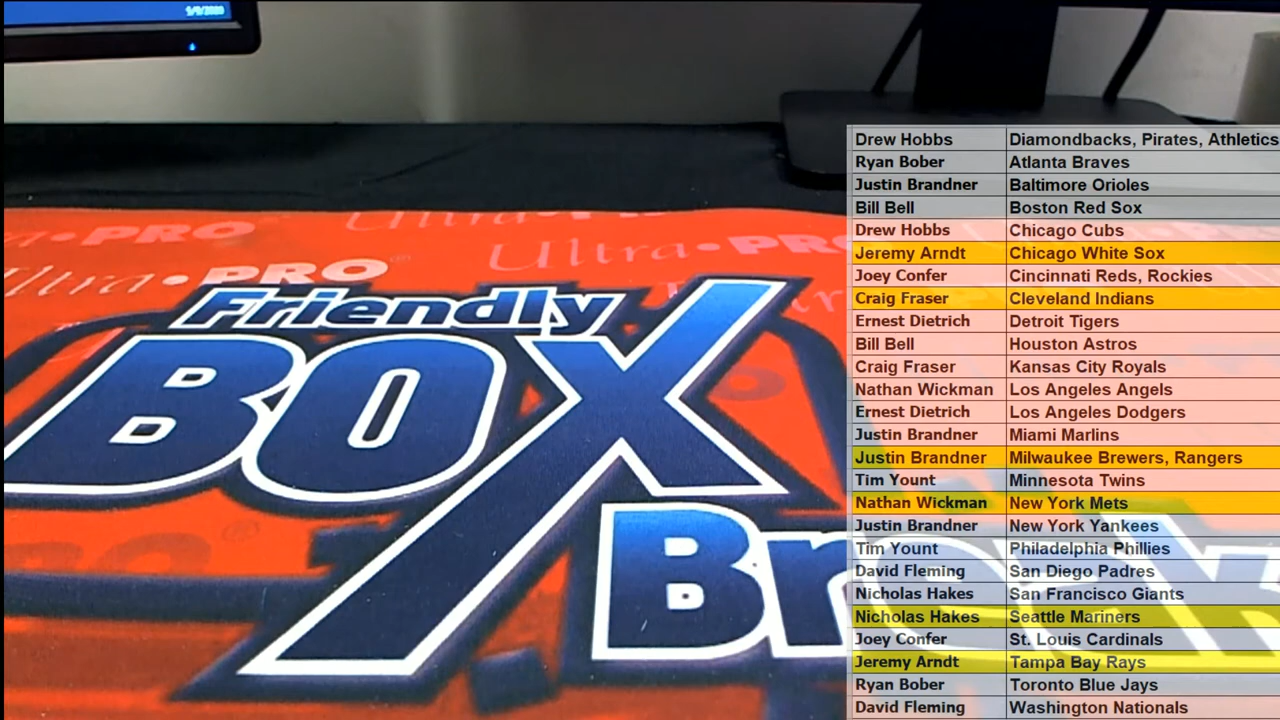 Ultra•PRO
Ultra•PRO
Ultra•PRO®
Friendly
BOX
Br
Drew Hobbs Diamondbacks, Pirates, Athletics
Ryan Bober Atlanta Braves
Justin Brandner Baltimore Orioles
Bill Bell Boston Red Sox
Drew Hobbs Chicago Cubs
Jeremy Arndt Chicago White Sox
Joey Confer Cincinnati Reds, Rockies
Craig Fraser Cleveland Indians
Ernest Dietrich Detroit Tigers
Bill Bell Houston Astros
Craig Fraser Kansas City Royals
Nathan Wickman Los Angeles Angels
Ernest Dietrich Los Angeles Dodgers
Justin Brandner Miami Marlins
Justin Brandner Milwaukee Brewers, Rangers
Tim Yount Minnesota Twins
Nathan Wickman New York Mets
Justin Brandner New York Yankees
Tim Yount Philadelphia Phillies
David Fleming San Diego Padres
Nicholas Hakes San Francisco Giants
Nicholas Hakes Seattle Mariners
Joey Confer St. Louis Cardinals
Jeremy Arndt Tampa Bay Rays
Ryan Bober Toronto Blue Jays
David Fleming Washington Nationals